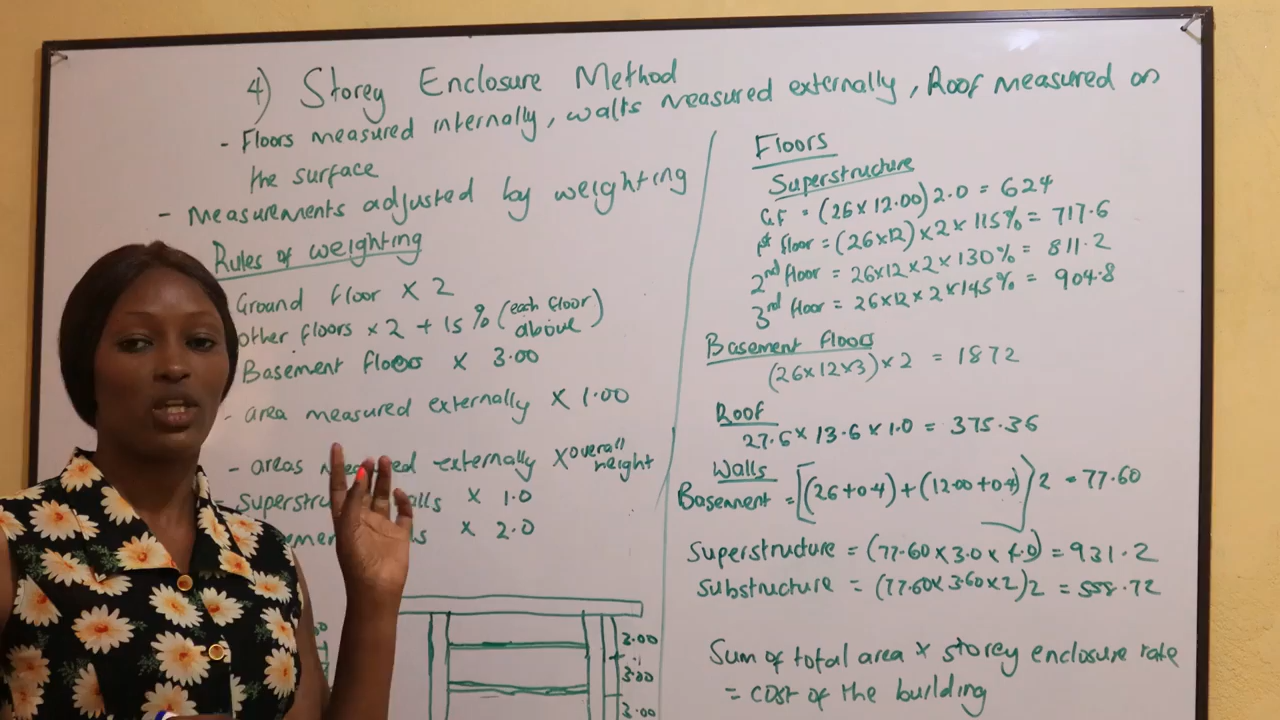 4) Storey Enclosure Method
- Floors measured internally, walls measured externally, Roof measured on
the surface
- Measurements adjusted by weighting
Rules of weighting
Ground floor x 2
other floors x 2 + 15% (each floor above)
Basement floors x 3.00
- area measured externally x 1.00
- areas externally x overall height
- superstru x 1.0
x 2.0
2.00
3.00
3.00
Floors
Superstructure
G.F = (26 x 12.00) 2.0 = 624
1st floor = (26x12) x 2 x 115% = 717.6
2nd floor = 26x12 x 2 x 130% = 811.2
3rd floor = 26x12 x 2 x 145% = 904.8
Basement floors
(26x12x3) x 2 = 1872
Roof
27.6 x 13.6 x 1.0 = 375.36
Walls
Basement = [(26+0.4) + (12.00+0.4)] 2 = 77.60
Superstructure = (77.60 x 3.0 x 4.0) = 931.2
Substructure = (77.60 x 3.60 x 2) 2 = 558.72
Sum of total area x storey enclosure rate
= cost of the building